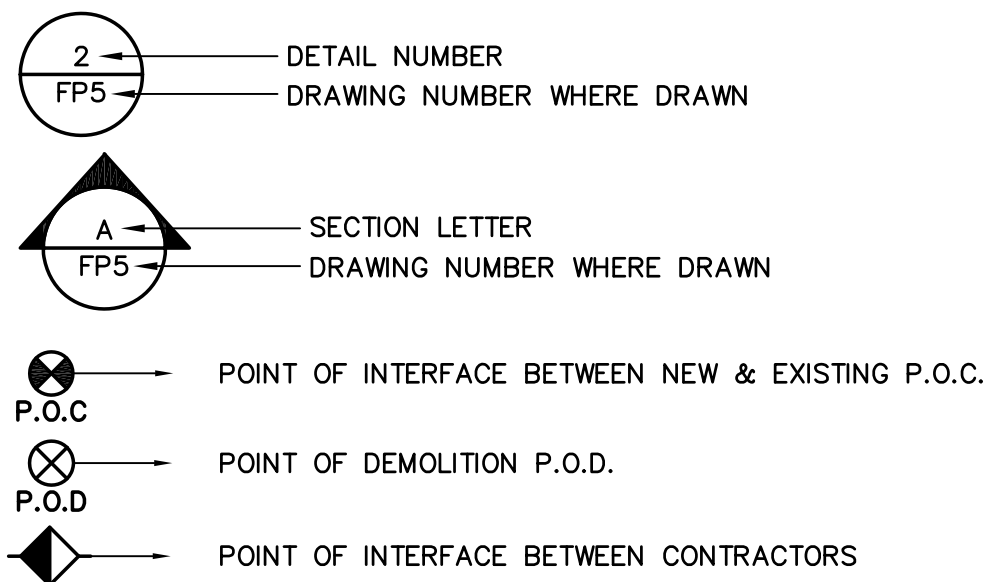 2 DETAIL NUMBER
FP5 DRAWING NUMBER WHERE DRAWN
A SECTION LETTER
FP5 DRAWING NUMBER WHERE DRAWN
POINT OF INTERFACE BETWEEN NEW & EXISTING P.O.C.
P.O.C
POINT OF DEMOLITION P.O.D.
P.O.D
POINT OF INTERFACE BETWEEN CONTRACTORS